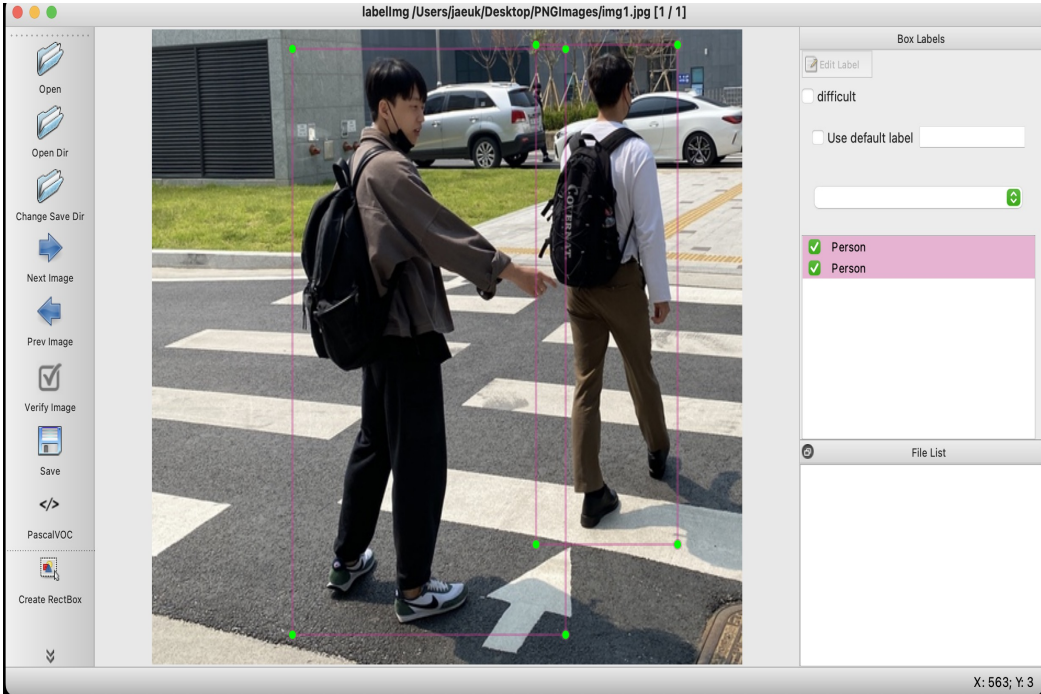 labelImg /Users/jaeuk/Desktop/PNGImages/img1.jpg [1 / 1]
Open
Open Dir
Change Save Dir
Next Image
Prev Image
Verify Image
Save
</>
PascalVOC
Create RectBox
GOVERNAT
Box Labels
Edit Label
difficult
Use default label
Person
Person
File List
X: 563; Y: 3